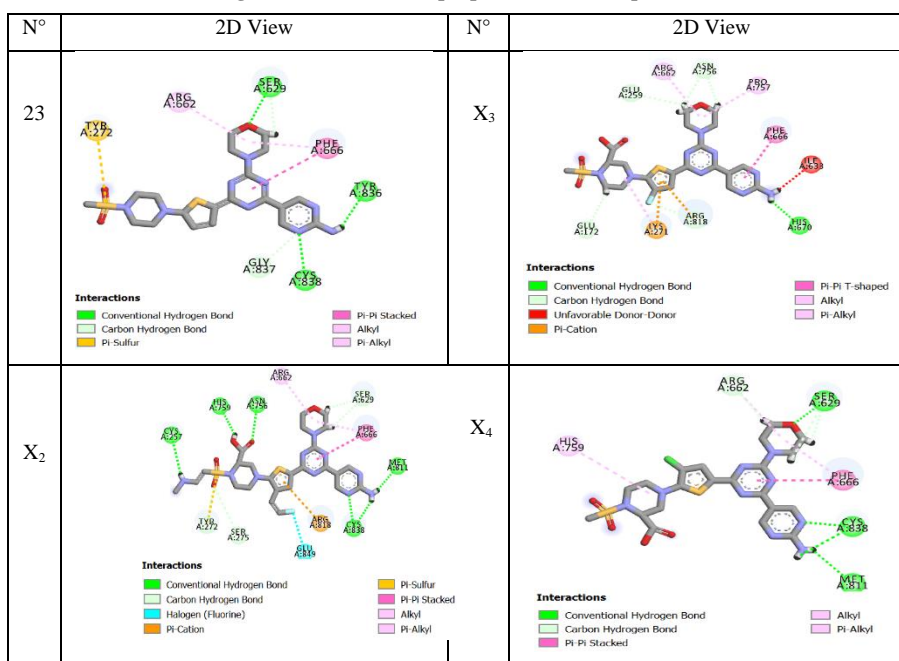 N° 2D View N° 2D View
23
SER
A:629
ARG
A:662
TYR
A:272
PHE
A:666
TYR
A:836
GLY
A:837
CYS
A:838
Interactions
Conventional Hydrogen Bond
Carbon Hydrogen Bond
Pi-Sulfur
Pi-Pi Stacked
Alkyl
Pi-Alkyl
X3
ARG
A:662
ASN
A:756
GLU
A:259
PRO
A:757
PHE
A:666
ILE
A:633
HIS
A:670
GLU
A:172
LYS
A:271
ARG
A:818
Interactions
Conventional Hydrogen Bond
Carbon Hydrogen Bond
Unfavorable Donor-Donor
Pi-Cation
Pi-Pi T-shaped
Alkyl
Pi-Alkyl
X2
ARG
A:662
SER
A:629
HIS
A:759
ASN
A:756
CYS
A:257
PHE
A:666
MET
A:811
TYR
A:272
SER
A:275
ARG
A:818
CYS
A:838
GLU
A:849
Interactions
Conventional Hydrogen Bond
Carbon Hydrogen Bond
Halogen (Fluorine)
Pi-Cation
Pi-Sulfur
Pi-Pi Stacked
Alkyl
Pi-Alkyl
X4
ARG
A:662
SER
A:629
HIS
A:759
PHE
A:666
CYS
A:838
MET
A:811
Interactions
Conventional Hydrogen Bond
Carbon Hydrogen Bond
Pi-Pi Stacked
Alkyl
Pi-Alkyl